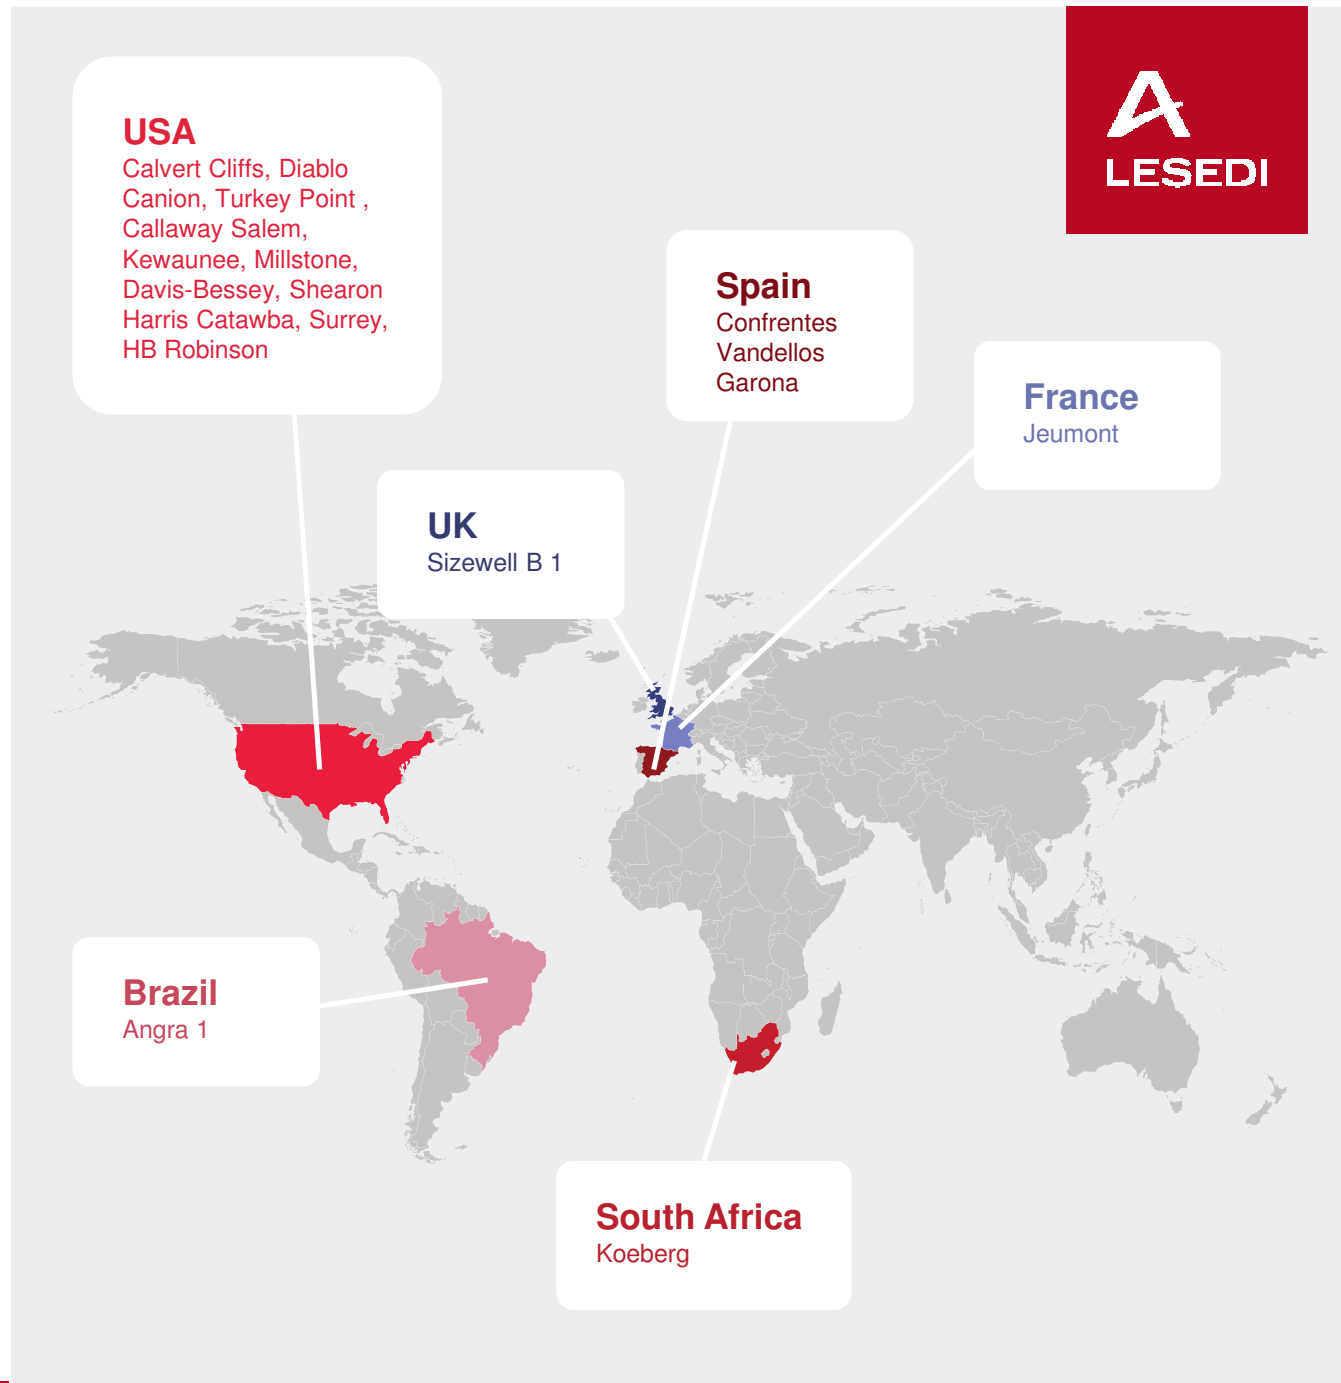 LESEDI
USA
Calvert Cliffs, Diablo
Canion, Turkey Point ,
Callaway Salem,
Kewaunee, Millstone,
Davis-Bessey, Shearon
Harris Catawba, Surrey,
HB Robinson
Spain
Confrentes
Vandellos
Garona
France
Jeumont
UK
Sizewell B 1
Brazil
Angra 1
South Africa
Koeberg